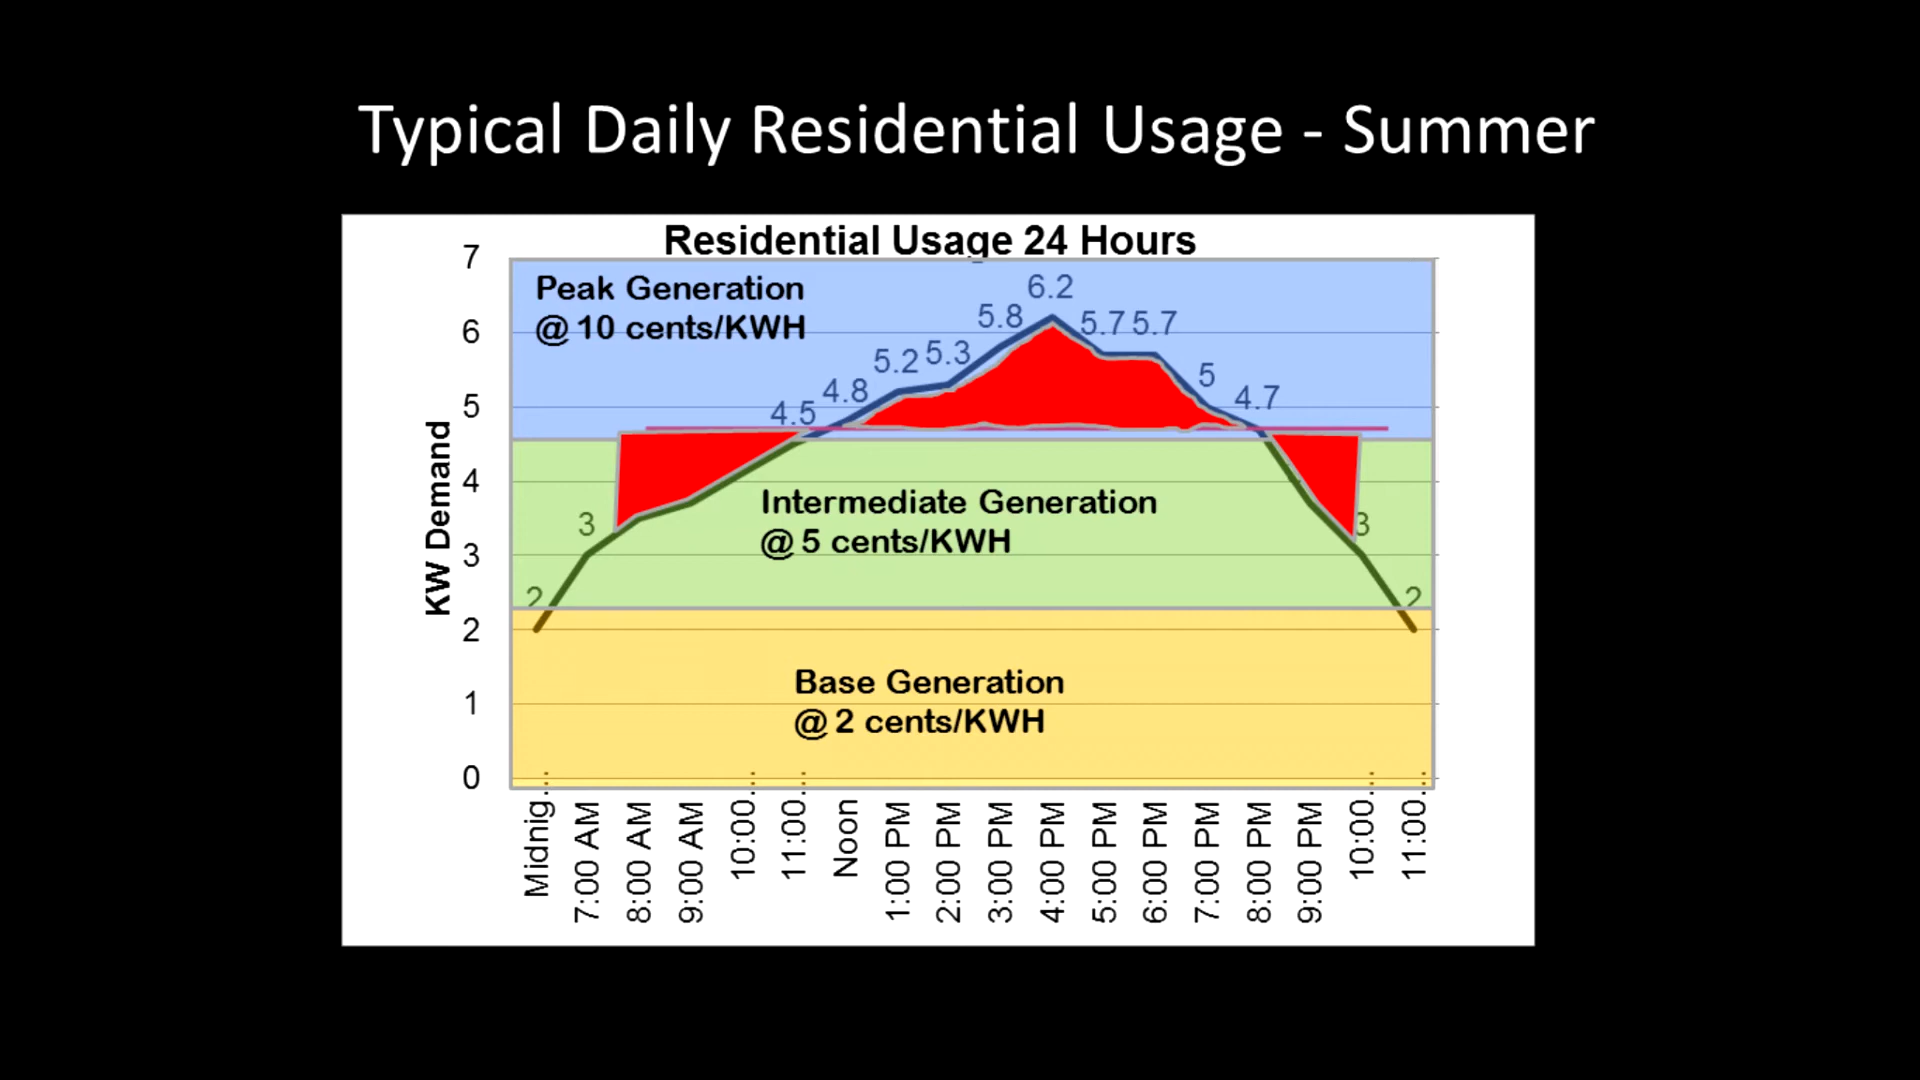 Typical Daily Residential Usage - Summer
Residential Usage 24 Hours
7
6
5
4
3
2
1
0
KW Demand
Peak Generation
@ 10 cents/KWH
Intermediate Generation
@ 5 cents/KWH
Base Generation
@ 2 cents/KWH
2
3
4.5
4.8
5.2
5.3
5.8
6.2
5.7
5.7
5
4.7
3
2
Midnig...
7:00 AM
8:00 AM
9:00 AM
10:00...
11:00...
Noon
1:00 PM
2:00 PM
3:00 PM
4:00 PM
5:00 PM
6:00 PM
7:00 PM
8:00 PM
9:00 PM
10:00...
11:00...